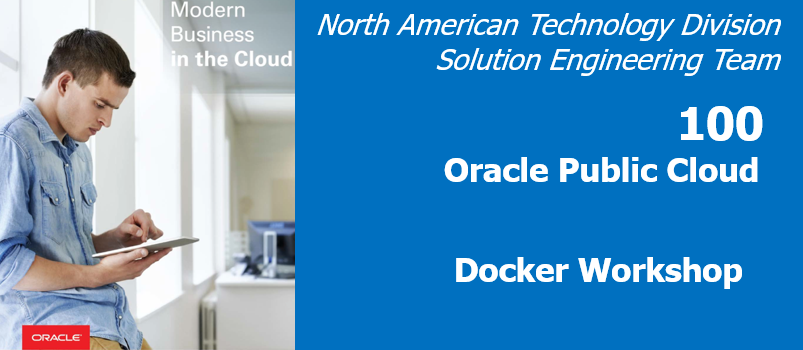 Modern
Business
in the Cloud
ORACLE
North American Technology Division
Solution Engineering Team
100
Oracle Public Cloud
Docker Workshop